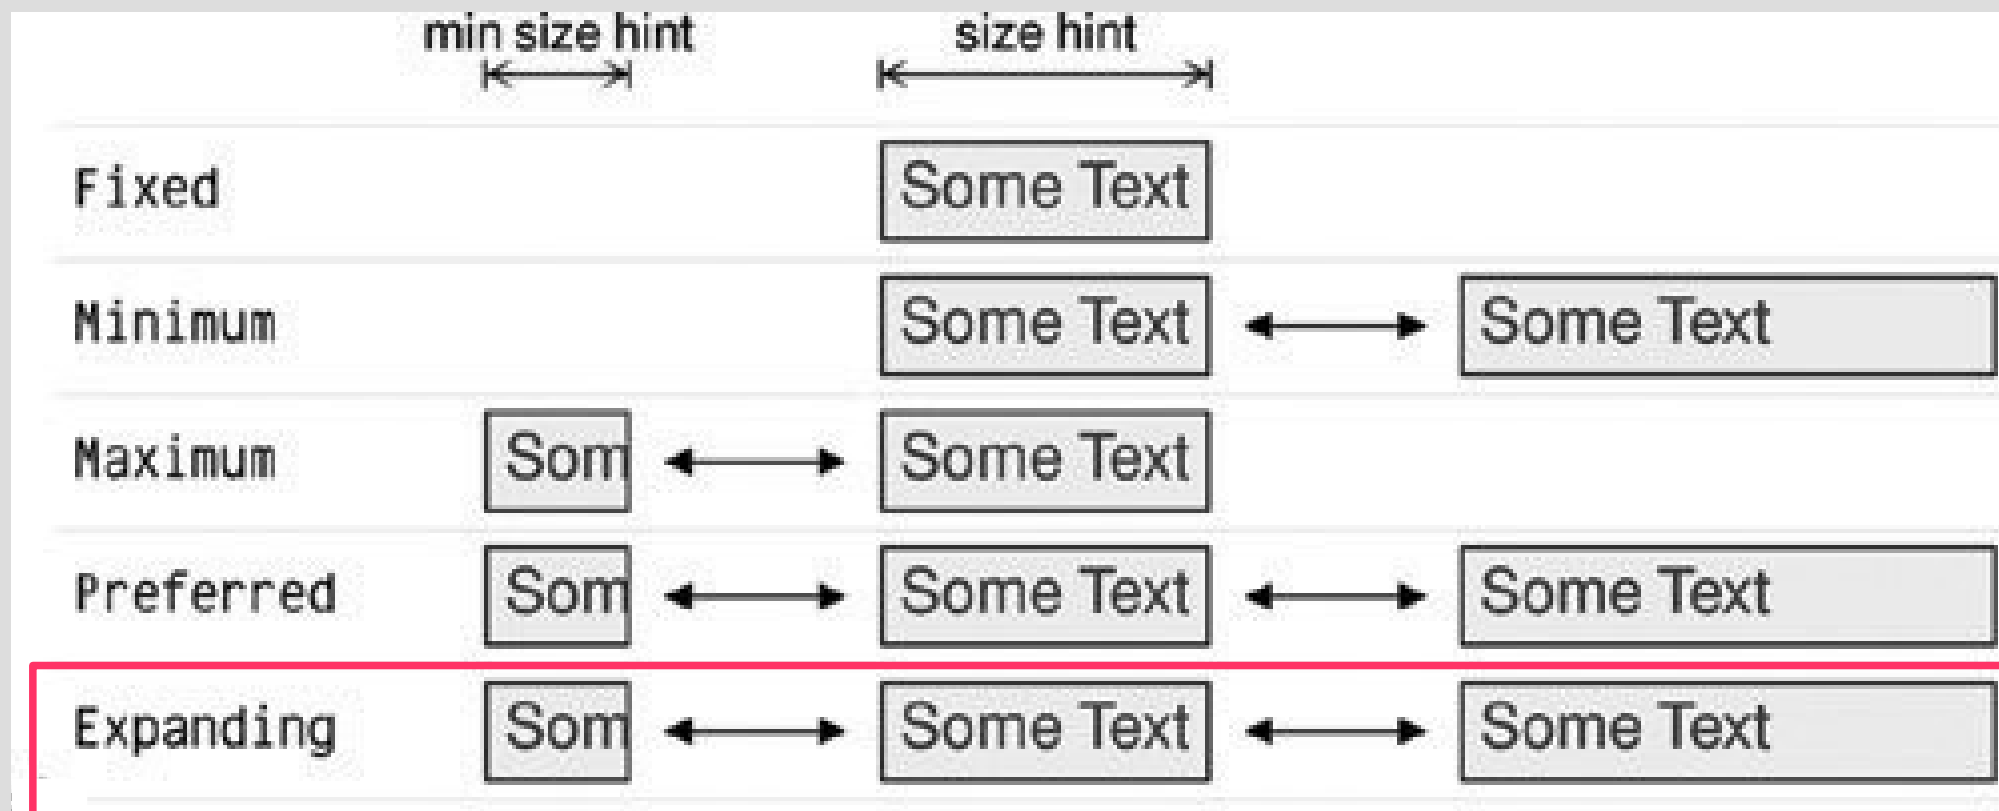 min size hint size hint
Fixed Some Text
Minimum Some Text Some Text
Maximum Som Some Text
Preferred Som Some Text Some Text
Expanding Som Some Text Some Text